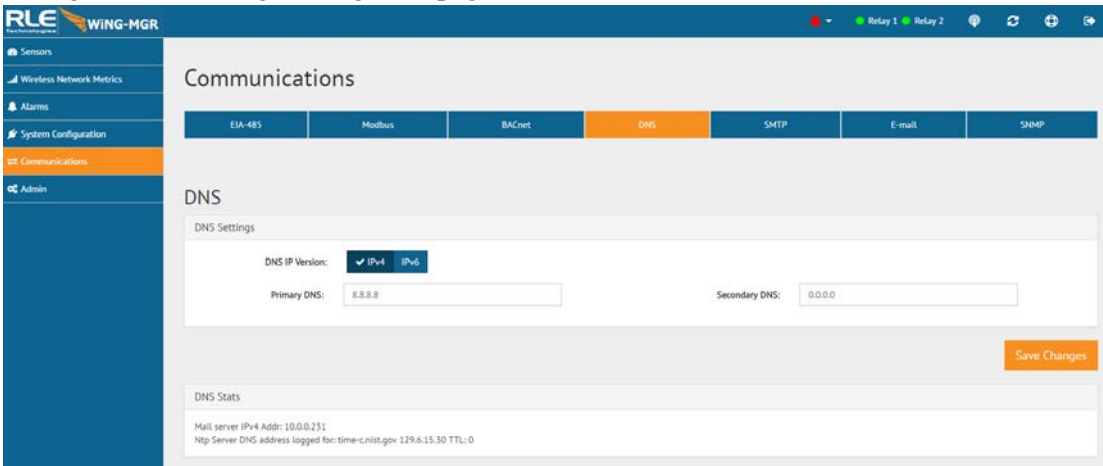 RLE WiNG-MGR
Technologies
Relay 1 Relay 2
Sensors
Wireless Network Metrics
Alarms
System Configuration
Communications
Admin
Communications
EIA-485 Modbus BACnet DNS SMTP E-mail SNMP
DNS
DNS Settings
DNS IP Version: IPv4 IPv6
Primary DNS: 8.8.8.8 Secondary DNS: 0.0.0.0
Save Changes
DNS Stats
Mail server IPv4 Addr: 10.0.0.231
Ntp Server DNS address logged for: time-c.nist.gov 129.6.15.30 TTL: 0